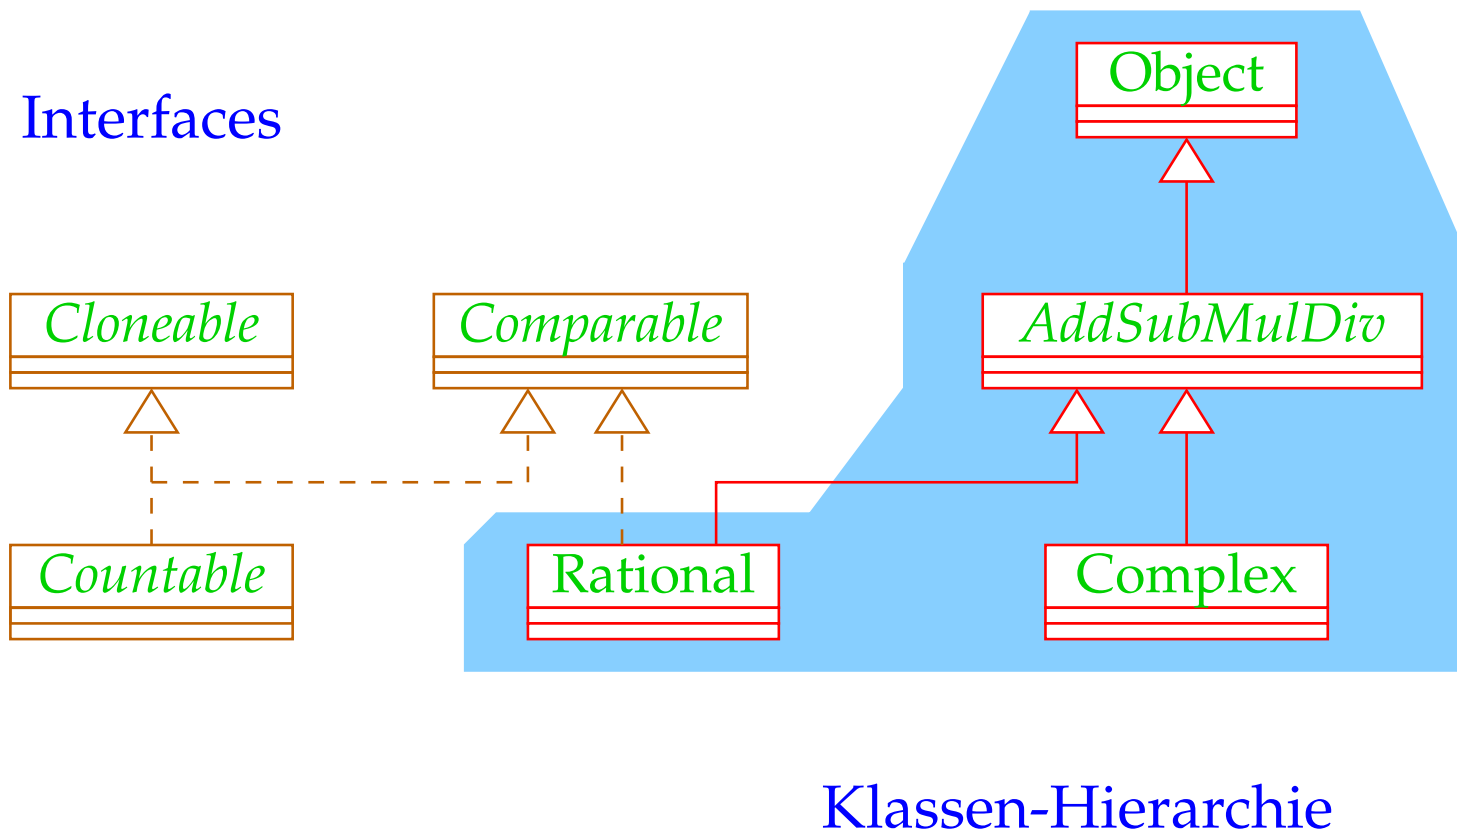 Object
Interfaces
Cloneable
Comparable
AddSubMulDiv
Countable
Rational
Complex
Klassen-Hierarchie